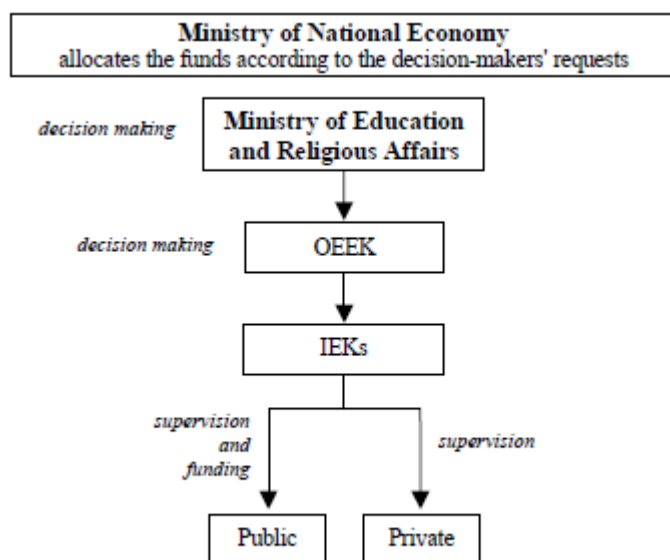 Ministry of National Economy
allocates the funds according to the decision-makers' requests
decision making
Ministry of Education
and Religious Affairs
decision making
OEEK
IEKs
supervision
and
funding
supervision
Public
Private